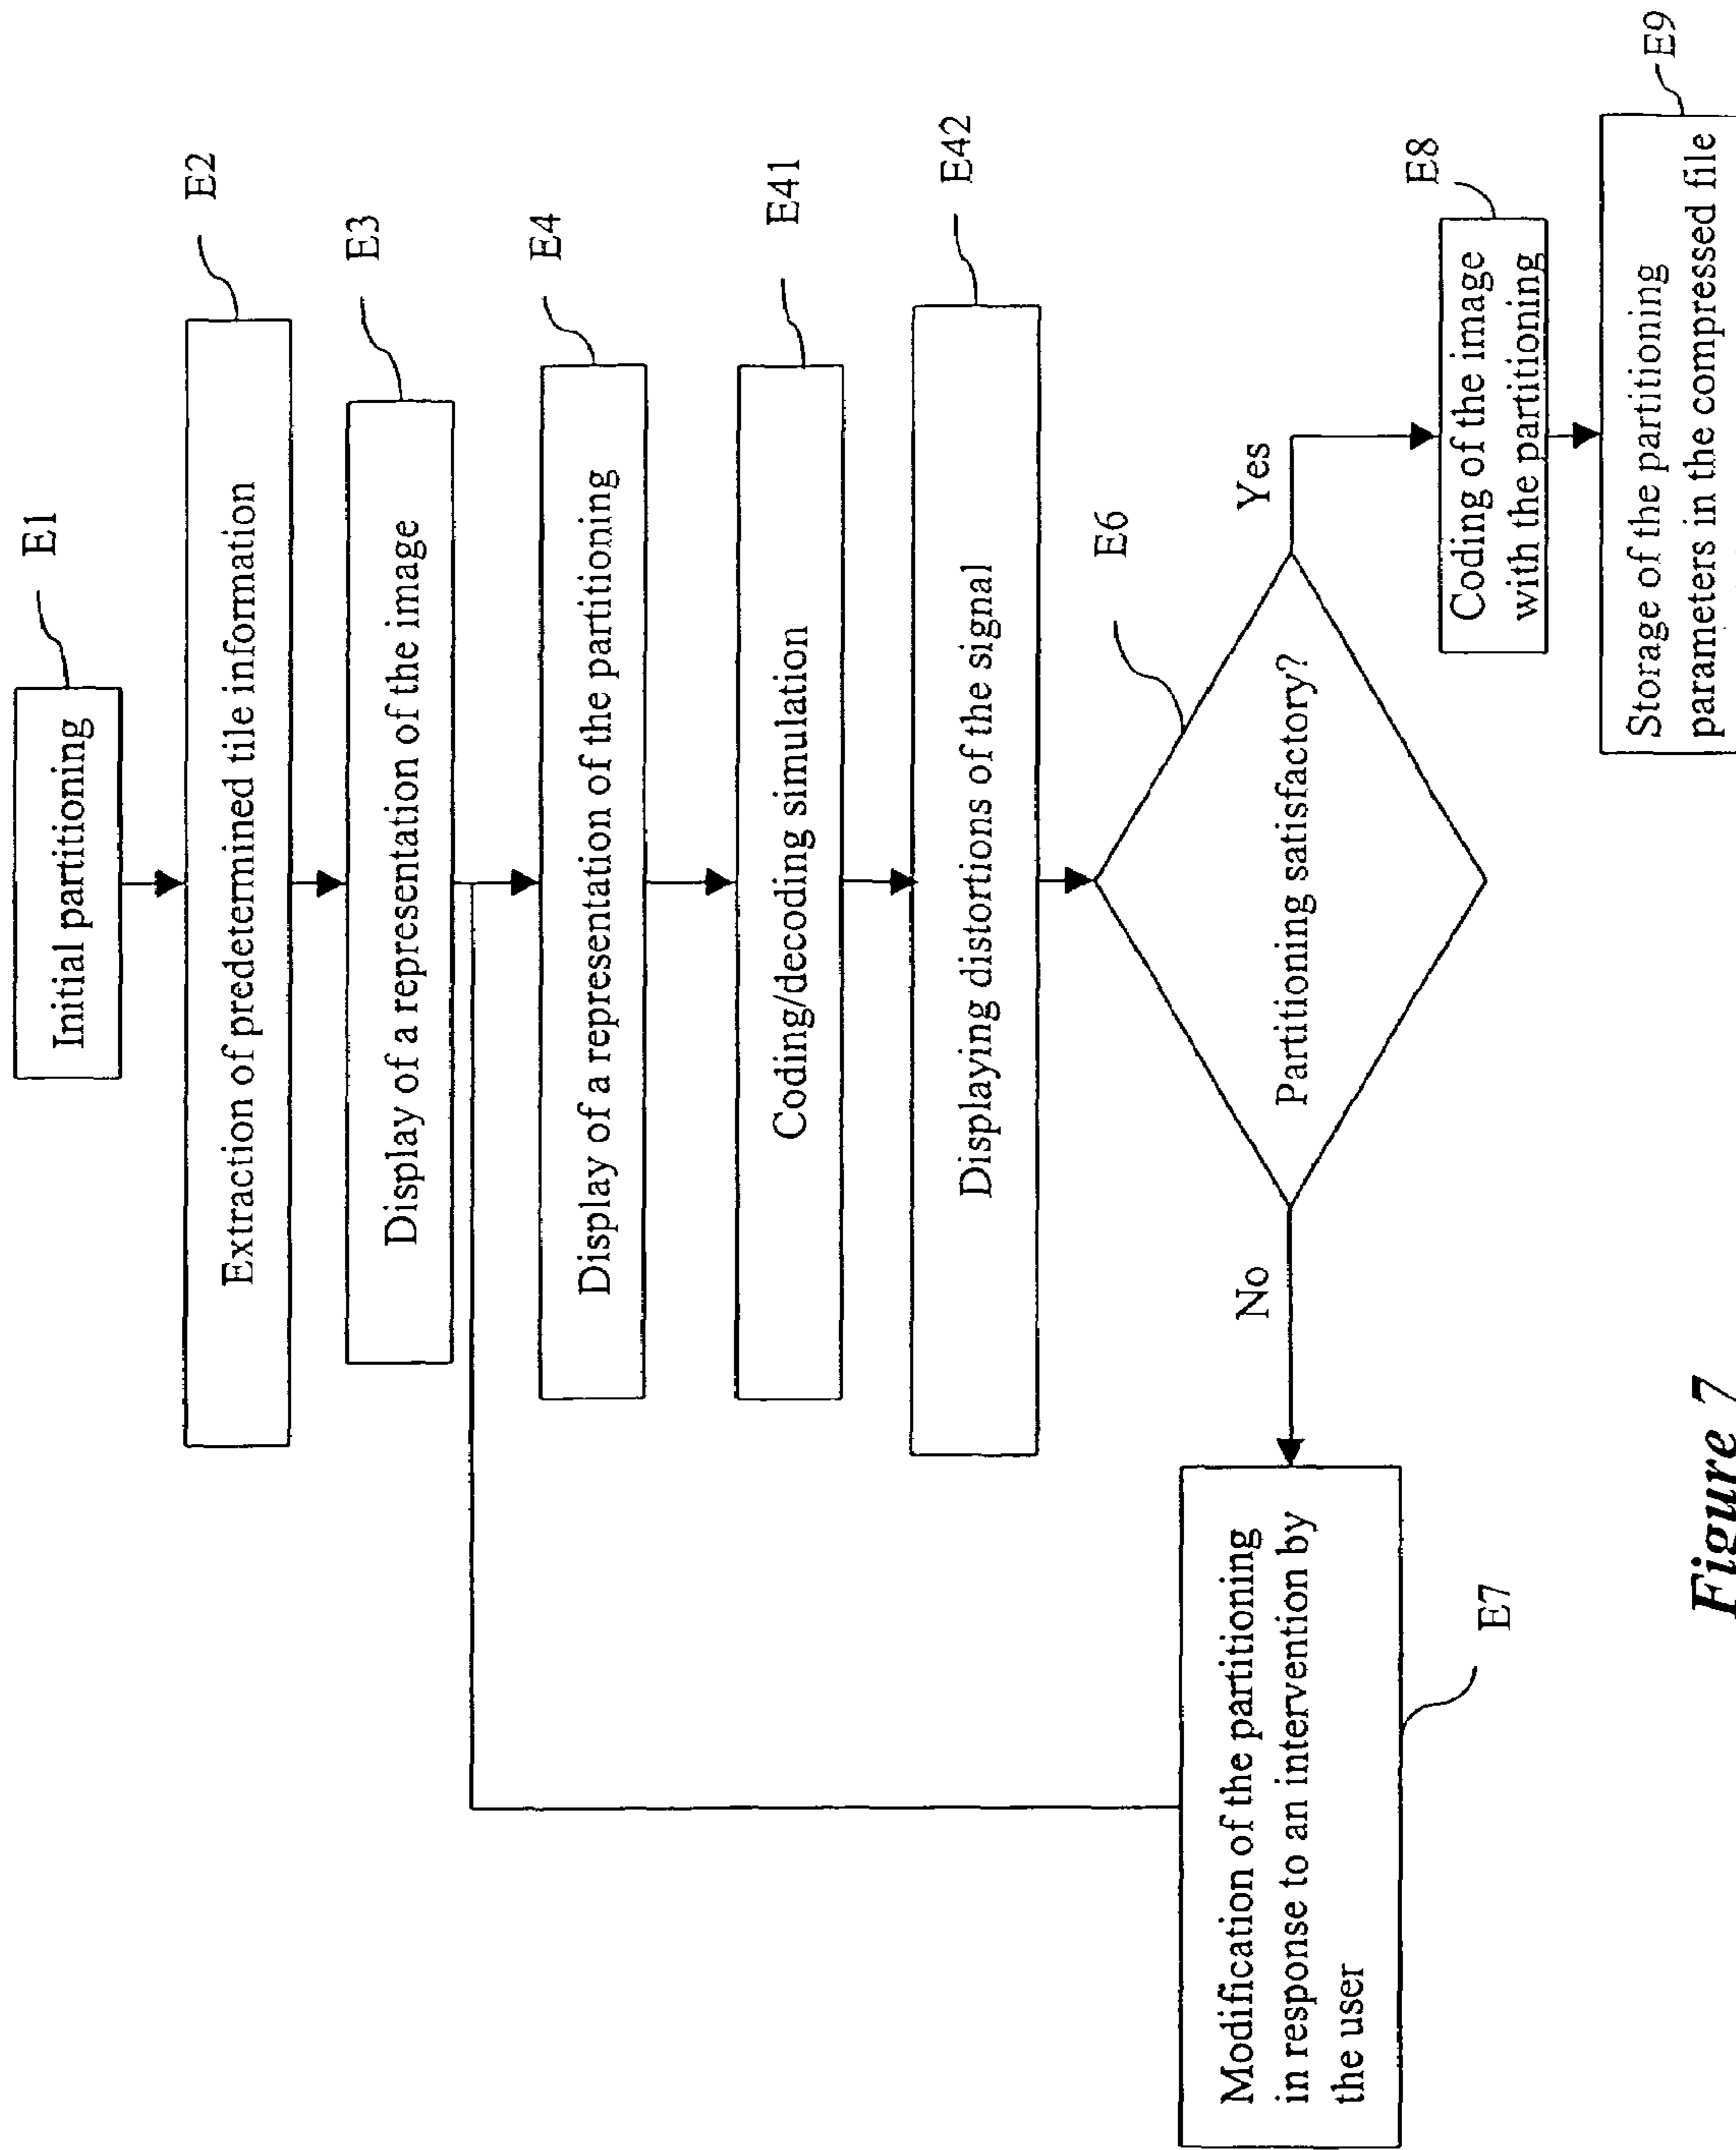 Initial partitioning
E1
Extraction of predetermined tile information
E2
Display of a representation of the image
E3
Display of a representation of the partitioning
E4
Coding/decoding simulation
E41
Displaying distortions of the signal
E42
Partitioning satisfactory?
E6
No
Yes
Modification of the partitioning
in response to an intervention by
the user
E7
Coding of the image
with the partitioning
E8
Storage of the partitioning
parameters in the compressed file
E9
Figure 7